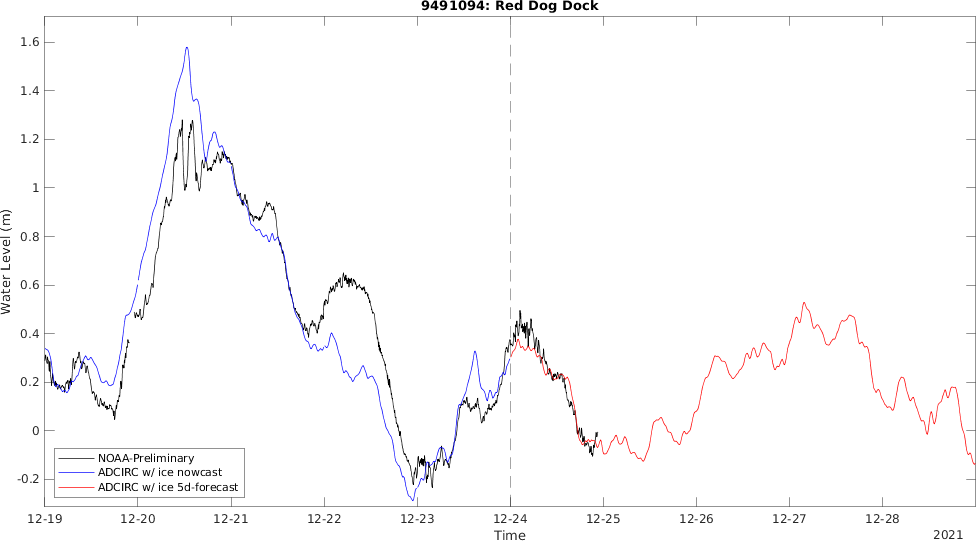 9491094: Red Dog Dock
Water Level (m)
1.6
1.4
1.2
1
0.8
0.6
0.4
0.2
0
-0.2
NOAA-Preliminary
ADCIRC w/ ice nowcast
ADCIRC w/ ice 5d-forecast
12-19 12-20 12-21 12-22 12-23 12-24 12-25 12-26 12-27 12-28
Time
2021